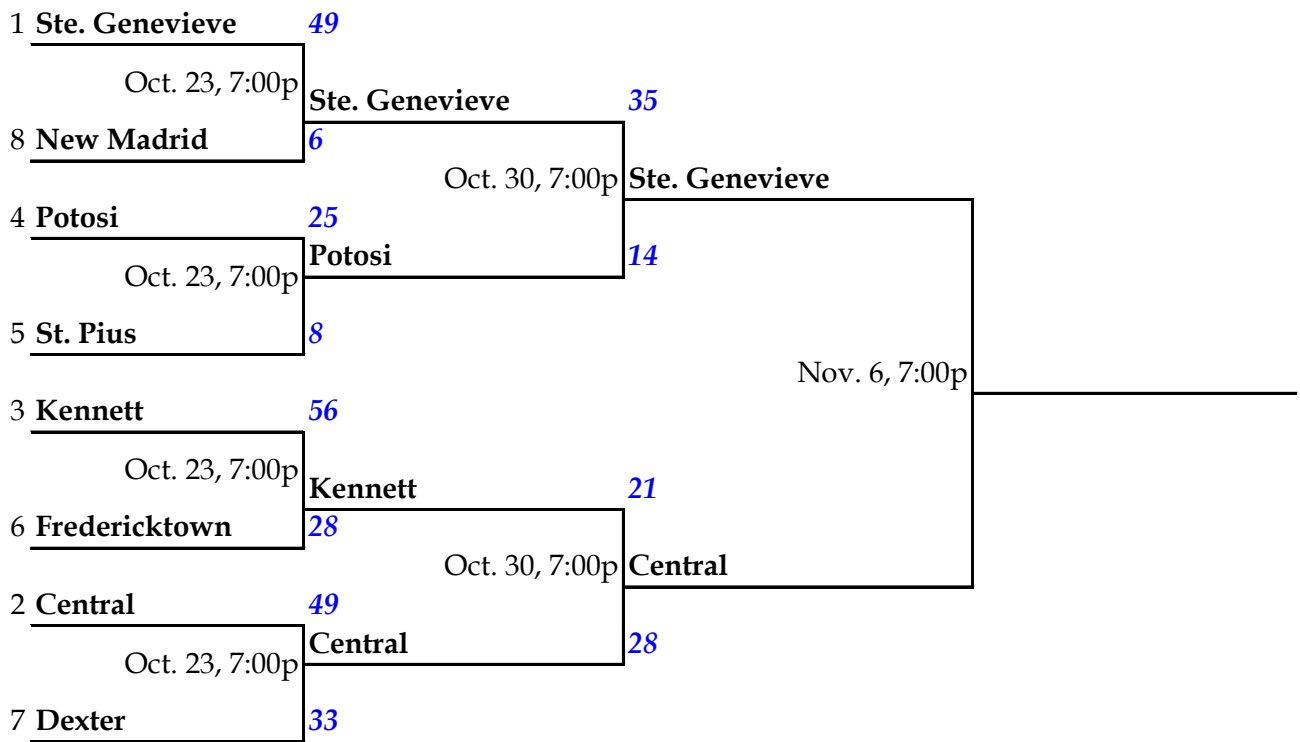 1 Ste. Genevieve 49
Oct. 23, 7:00p
Ste. Genevieve 35
8 New Madrid 6
Oct. 30, 7:00p Ste. Genevieve
4 Potosi 25
Potosi 14
Oct. 23, 7:00p
5 St. Pius 8
Nov. 6, 7:00p
3 Kennett 56
Oct. 23, 7:00p
Kennett 21
6 Fredericktown 28
Oct. 30, 7:00p Central
2 Central 49
Central 28
Oct. 23, 7:00p
7 Dexter 33